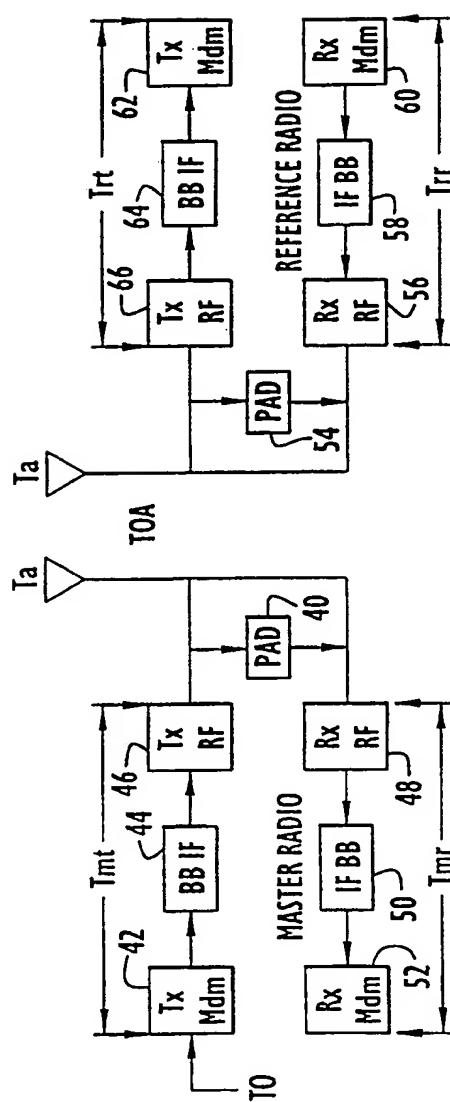 Tmt
42
Tx
Mdm
44
BB IF
46
Tx
RF
TO
MASTER RADIO
PAD
40
Rx
Mdm
52
IF BB
50
Rx
RF
48
Tmr
Ta
TOA
Ta
Trt
66
Tx
RF
64
BB IF
62
Tx
Mdm
PAD
54
REFERENCE RADIO
Rx
RF
56
IF BB
58
Rx
Mdm
60
Trr